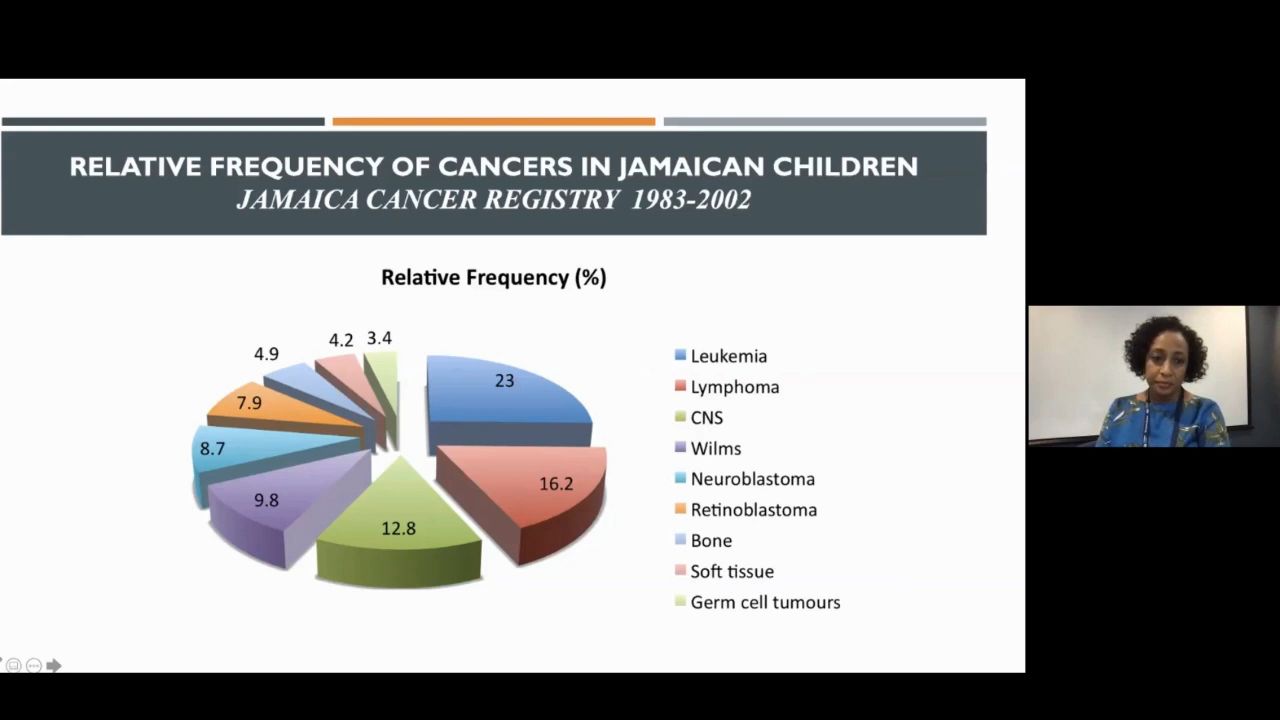 RELATIVE FREQUENCY OF CANCERS IN JAMAICAN CHILDREN
JAMAICA CANCER REGISTRY 1983-2002
Relative Frequency (%)
23
16.2
12.8
9.8
8.7
7.9
4.9
4.2
3.4
Leukemia
Lymphoma
CNS
Wilms
Neuroblastoma
Retinoblastoma
Bone
Soft tissue
Germ cell tumours